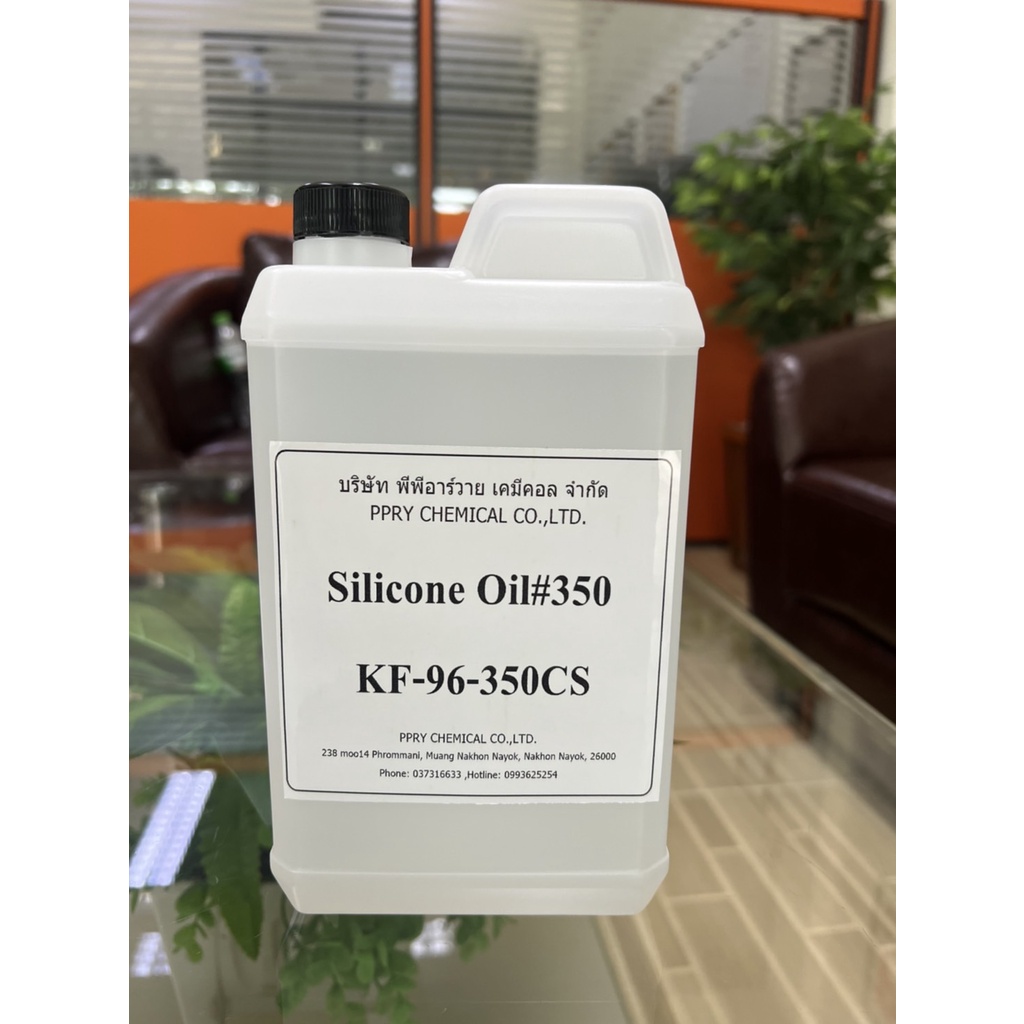 บริษัท พีพีอาร์วาย เคมีคอล จำกัด
PPRY CHEMICAL CO.,LTD.
Silicone Oil#350
KF-96-350CS
PPRY CHEMICAL CO.,LTD.
238 moo14 Phrommani, Muang Nakhon Nayok, Nakhon Nayok, 26000
Phone: 037316633 ,Hotline: 0993625254